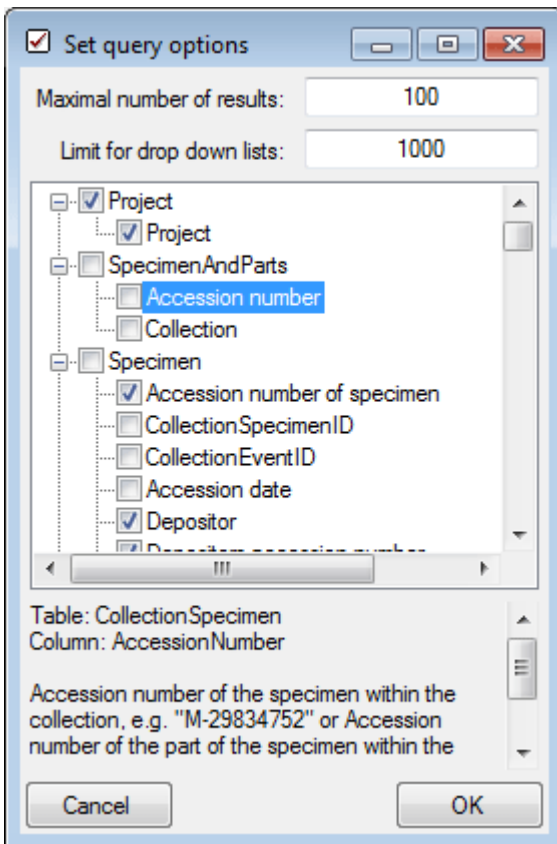 Set query options
Maximal number of results: 100
Limit for drop down lists: 1000
Project
Project
SpecimenAndParts
Accession number
Collection
Specimen
Accession number of specimen
CollectionSpecimenID
CollectionEventID
Accession date
Depositor
Table: CollectionSpecimen
Column: AccessionNumber
Accession number of the specimen within the
collection, e.g. "M-29834752" or Accession
number of the part of the specimen within the
Cancel OK